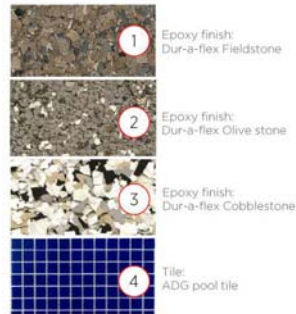 1
Epoxy finish:
Dur-a-flex Fieldstone
2
Epoxy finish:
Dur-a-flex Olive stone
3
Epoxy finish:
Dur-a-flex Cobblestone
4
Tile:
ADG pool tile